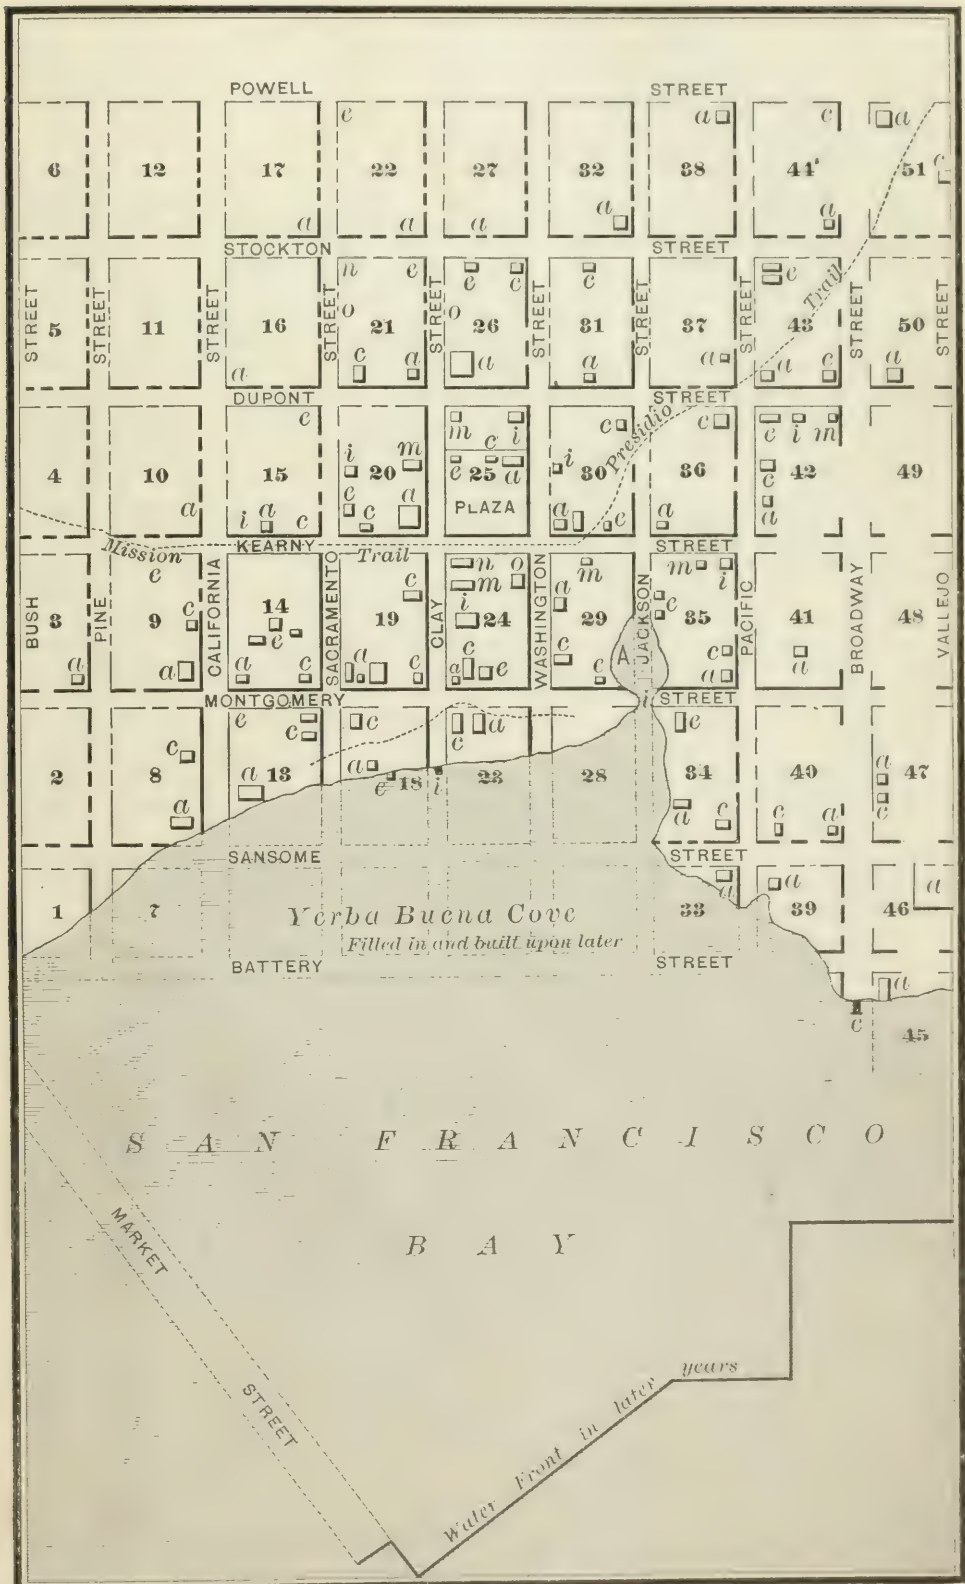 POWELL STREET
e a c a
6 12 17 22 27 32 38 44 51 c
a a a a a
STOCKTON STREET
n e e c c e
STREET STREET STREET STREET STREET STREET STREET STREET STREET STREET
o o
5 11 16 21 26 31 37 43 50
Trail
a c a a a a a c a
DUPONT STREET
e m c i c c e i m
Presidio
i m e a i c
4 10 15 20 25 30 36 42 49
PLAZA
a i a c e c a a e a a
Mission KEARNY Trail STREET
e c n o m m i
BUSH PINE CALIFORNIA SACRAMENTO CLAY WASHINGTON JACKSON PACIFIC BROADWAY VALLEJO
3 9 14 19 24 29 35 41 48
c e m i a c
A
a a a c a c a c e c c c a a
MONTGOMERY i STREET
e c c c a e
c a
2 8 13 18 23 28 34 40 47
a a a e i a c c a c
SANSOME STREET
a a a
1 7 33 39 46
Yerba Buena Cove
Filled in and built upon later
BATTERY STREET
a
c
45
SAN FRANCISCO
BAY
MARKET
STREET
Water Front in later years